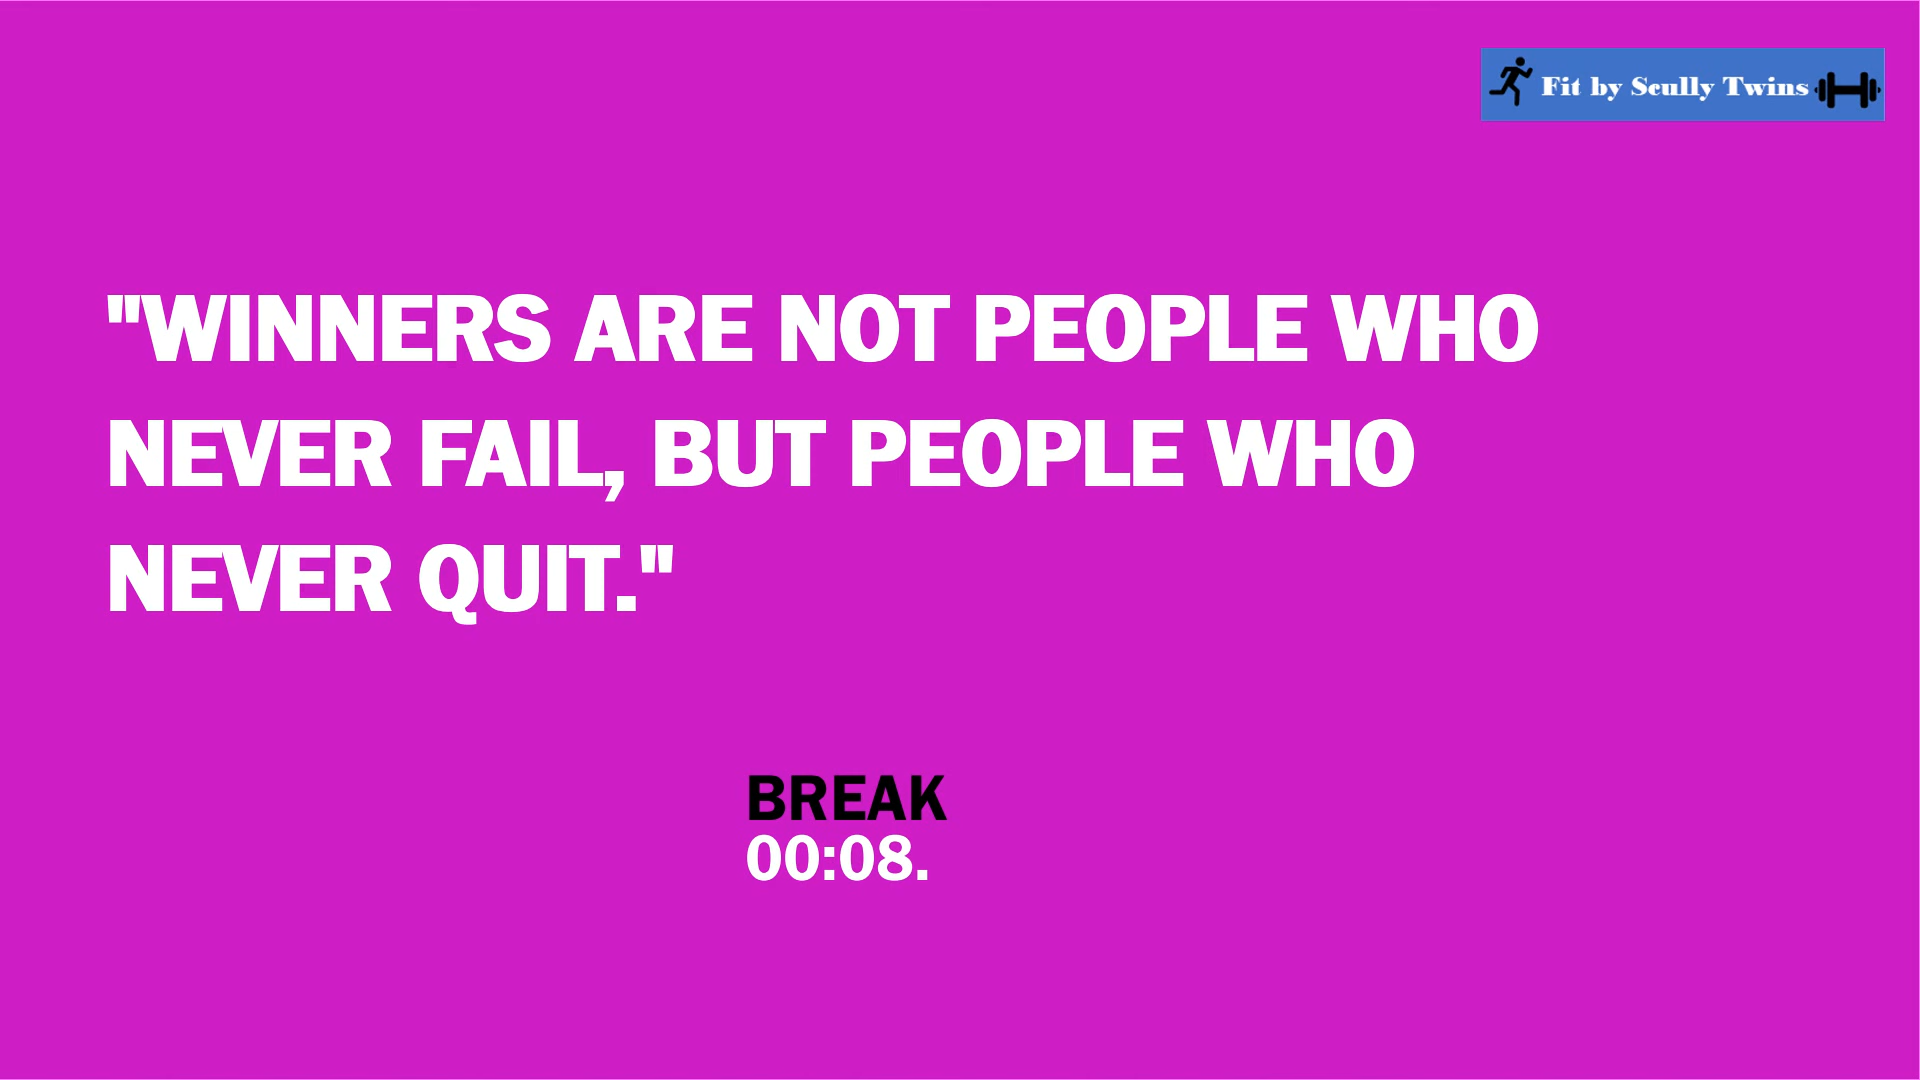 Fit by Scully Twins
"WINNERS ARE NOT PEOPLE WHO
NEVER FAIL, BUT PEOPLE WHO
NEVER QUIT."
BREAK
00:08.